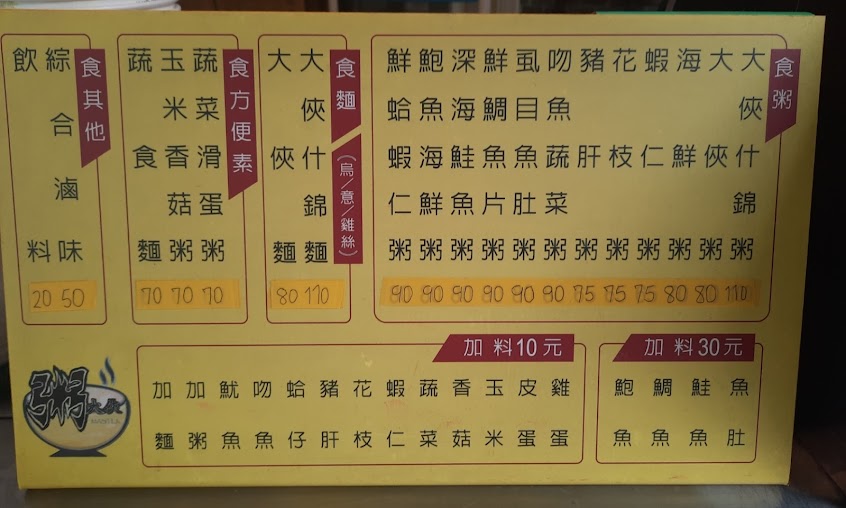 食粥
大俠什錦粥 110
大俠粥 80
海鮮粥 80
蝦仁粥 75
花枝粥 75
豬肝粥 75
吻魚蔬菜粥 90
虱目魚肚粥 90
鮮鯛魚片粥 90
深海鮭魚粥 90
鮑魚海鮮粥 90
鮮蛤蝦仁粥 90
食麵
(烏/意/雞絲)
大俠什錦麵 110
大俠麵 80
食方便素
蔬菜滑蛋粥 70
玉米香菇粥 70
蔬食麵 70
食其他
綜合滷味 50
飲料 20
加料30元
魚肚
鮭魚
鯛魚
鮑魚
加料10元
雞蛋
皮蛋
玉米
香菇
蔬菜
蝦仁
花枝
豬肝
蛤仔
吻魚
魷魚
加粥
加麵
粥大俠